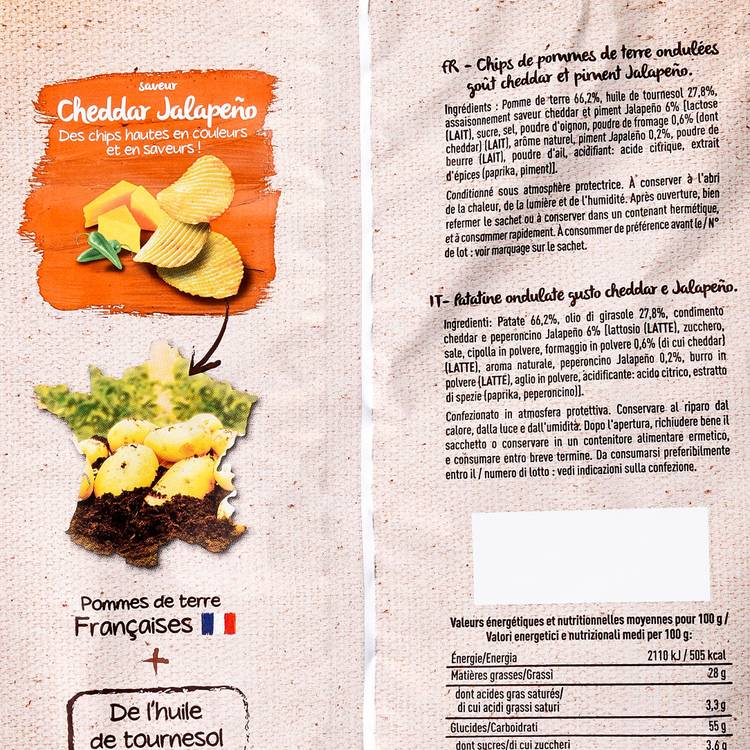 saveur
Cheddar Jalapeño
Des chips hautes en couleurs
et en saveurs !
Pommes de terre
Françaises
+
De l'huile
de tournesol
FR - Chips de pommes de terre ondulées
goût cheddar et piment Jalapeño.
Ingrédients : Pomme de terre 66,2%, huile de tournesol 27,8%,
assaisonnement saveur cheddar et piment Jalapeño 6% [lactose
(LAIT), sucre, sel, poudre d'oignon, poudre de fromage 0,6% (dont
cheddar) (LAIT), arôme naturel, piment Japaleño 0,2%, poudre de
beurre (LAIT), poudre d'ail, acidifiant: acide citrique, extrait
d'épices (paprika, piment)].
Conditionné sous atmosphère protectrice. À conserver à l'abri
de la chaleur, de la lumière et de l'humidité. Après ouverture, bien
refermer le sachet ou à conserver dans un contenant hermétique,
et à consommer rapidement. À consommer de préférence avant le / N°
de lot : voir marquage sur le sachet.
IT- Patatine ondulate gusto cheddar e Jalapeño.
Ingredienti: Patate 66,2%, olio di girasole 27,8%, condimento
cheddar e peperoncino Jalapeño 6% [lattosio (LATTE), zucchero,
sale, cipolla in polvere, formaggio in polvere 0,6% (di cui cheddar)
(LATTE), aroma naturale, peperoncino Jalapeño 0,2%, burro in
polvere (LATTE), aglio in polvere, acidificante: acido citrico, estratto
di spezie (paprika, peperoncino)].
Confezionato in atmosfera protettiva. Conservare al riparo dal
calore, dalla luce e dall'umidità. Dopo l'apertura, richiudere bene il
sacchetto o conservare in un contenitore alimentare ermetico,
e consumare entro breve termine. Da consumarsi preferibilmente
entro il / numero di lotto : vedi indicazioni sulla confezione.
Valeurs énergétiques et nutritionnelles moyennes pour 100 g /
Valori energetici e nutrizionali medi per 100 g:
Énergie/Energia 2110 kJ / 505 kcal
Matières grasses/Grassi 28 g
dont acides gras saturés/
di cui acidi grassi saturi 3,3 g
Glucides/Carboidrati 55 g
dont sucres/di cui zuccheri 3,6 g